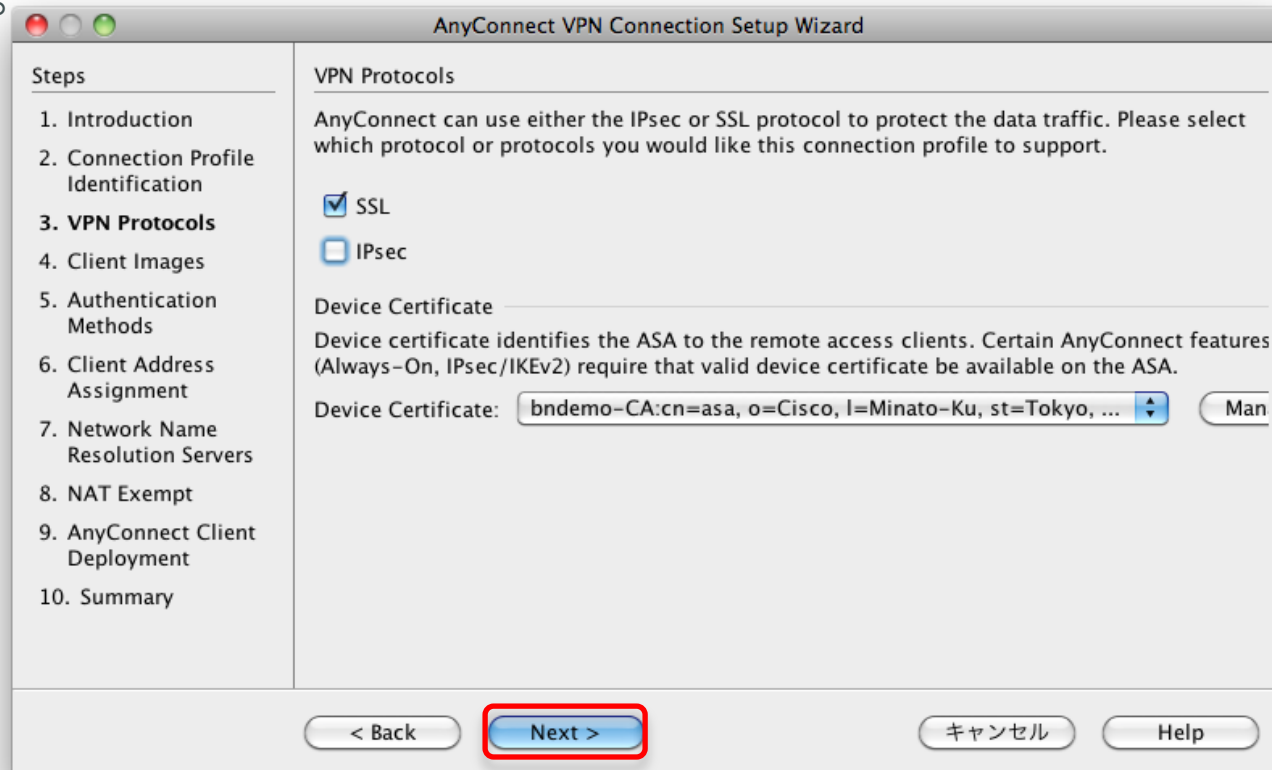 AnyConnect VPN Connection Setup Wizard
Steps
1. Introduction
2. Connection Profile
Identification
3. VPN Protocols
4. Client Images
5. Authentication
Methods
6. Client Address
Assignment
7. Network Name
Resolution Servers
8. NAT Exempt
9. AnyConnect Client
Deployment
10. Summary
VPN Protocols
AnyConnect can use either the IPsec or SSL protocol to protect the data traffic. Please select
which protocol or protocols you would like this connection profile to support.
SSL
IPsec
Device Certificate
Device certificate identifies the ASA to the remote access clients. Certain AnyConnect features
(Always-On, IPsec/IKEv2) require that valid device certificate be available on the ASA.
Device Certificate: bndemo-CA:cn=asa, o=Cisco, l=Minato-Ku, st=Tokyo, ... Man
< Back Next > キャンセル Help